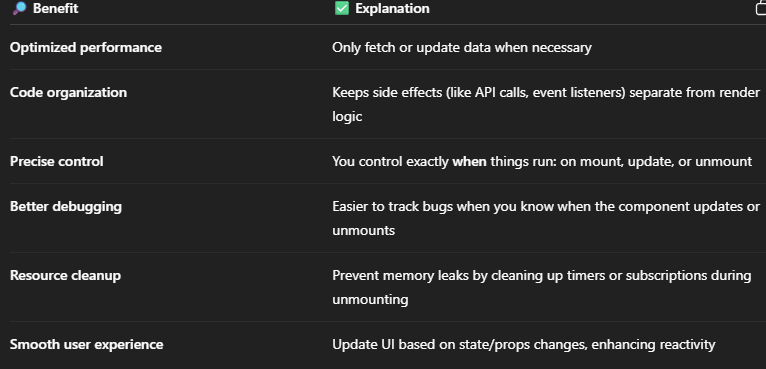 🔎 Benefit ✅ Explanation
Optimized performance Only fetch or update data when necessary
Code organization Keeps side effects (like API calls, event listeners) separate from render
logic
Precise control You control exactly when things run: on mount, update, or unmount
Better debugging Easier to track bugs when you know when the component updates or
unmounts
Resource cleanup Prevent memory leaks by cleaning up timers or subscriptions during
unmounting
Smooth user experience Update UI based on state/props changes, enhancing reactivity